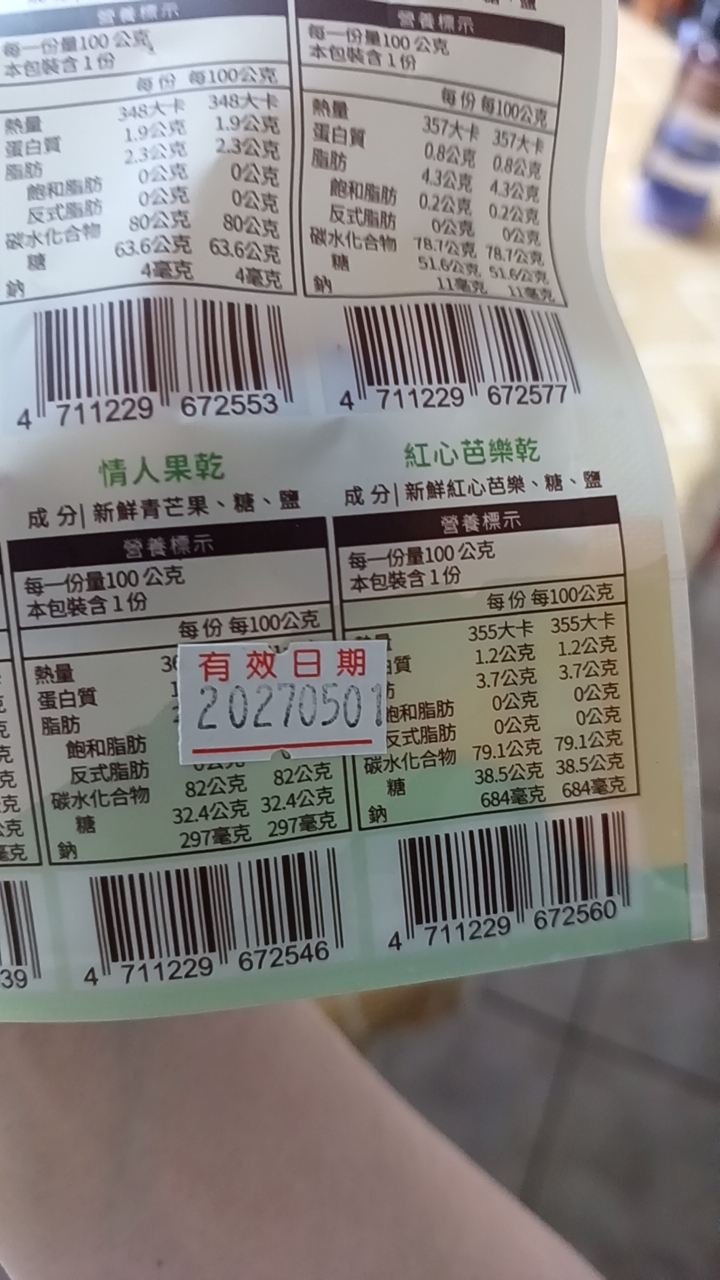 鹽
營養標示
每一份量100 公克
本包裝含1份
每份 每100公克
熱量 348大卡 348大卡
蛋白質 1.9公克 1.9公克
脂肪 2.3公克 2.3公克
飽和脂肪 0公克 0公克
反式脂肪 0公克 0公克
碳水化合物 80公克 80公克
糖 63.6公克 63.6公克
鈉 4毫克 4毫克
4 711229 672553
營養標示
每一份量100 公克
本包裝含1份
每份 每100公克
熱量 357大卡 357大卡
蛋白質 0.8公克 0.8公克
脂肪 4.3公克 4.3公克
飽和脂肪 0.2公克 0.2公克
反式脂肪 0公克 0公克
碳水化合物 78.7公克 78.7公克
糖 51.6公克 51.6公克
鈉 11毫克 11毫克
4 711229 672577
情人果乾
成分|新鮮青芒果、糖、鹽
營養標示
每一份量100 公克
本包裝含1份
每份 每100公克
熱量
蛋白質
脂肪
飽和脂肪
反式脂肪
碳水化合物 82公克 82公克
糖 32.4公克 32.4公克
鈉 297毫克 297毫克
4 711229 672546
有效日期
20270501
紅心芭樂乾
成分|新鮮紅心芭樂、糖、鹽
營養標示
每一份量100 公克
本包裝含1份
每份 每100公克
355大卡 355大卡
質 1.2公克 1.2公克
3.7公克 3.7公克
飽和脂肪 0公克 0公克
反式脂肪 0公克 0公克
碳水化合物 79.1公克 79.1公克
糖 38.5公克 38.5公克
鈉 684毫克 684毫克
4 711229 672560
39